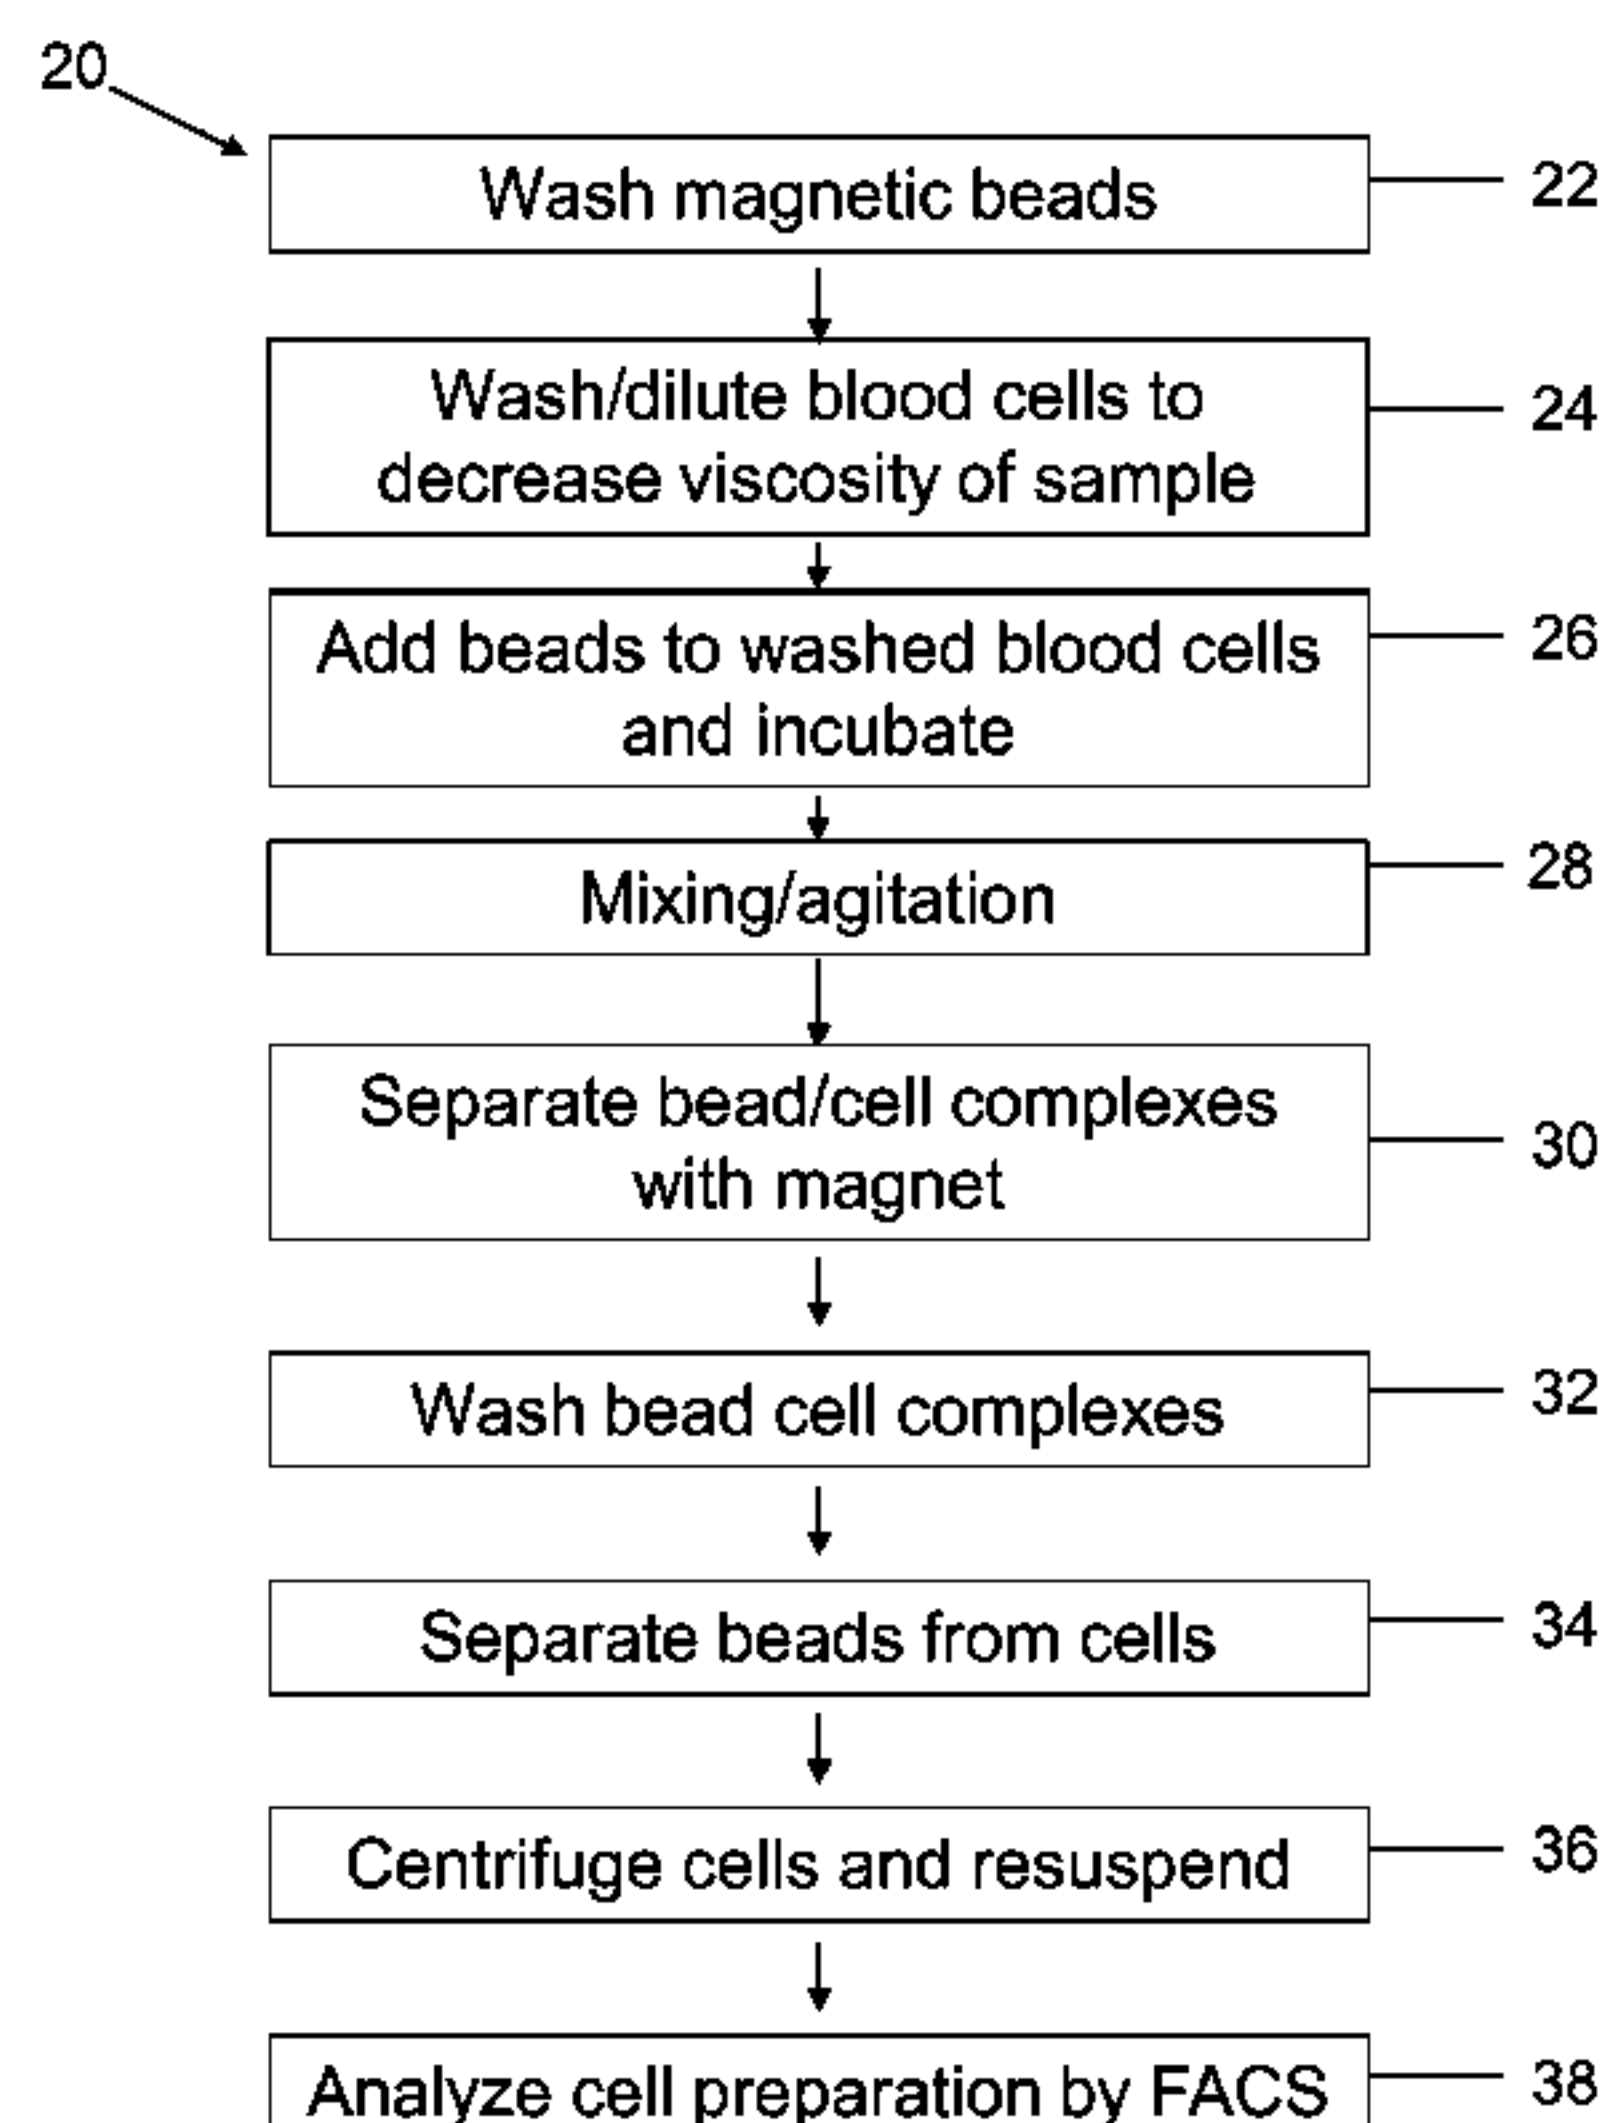 20
Wash magnetic beads
22
Wash/dilute blood cells to
decrease viscosity of sample
24
Add beads to washed blood cells
and incubate
26
Mixing/agitation
28
Separate bead/cell complexes
with magnet
30
Wash bead cell complexes
32
Separate beads from cells
34
Centrifuge cells and resuspend
36
Analyze cell preparation by FACS
38